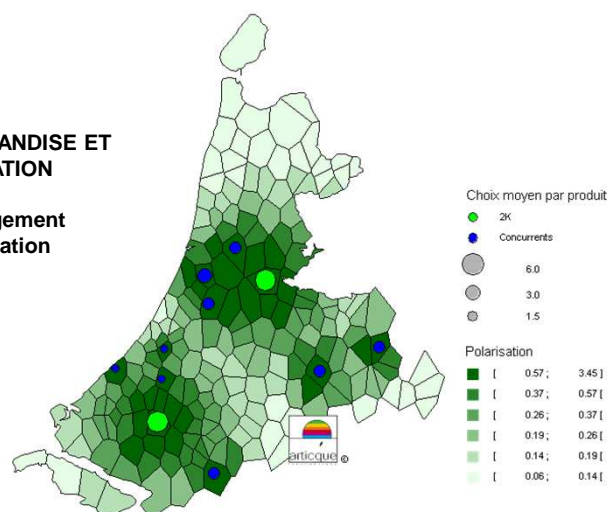 ANDISE ET
ATION
gement
ation
Choix moyen par produit
2K
Concurrents
6.0
3.0
1.5
Polarisation
[ 0.57 ; 3.45 ]
[ 0.37 ; 0.57 [
[ 0.26 ; 0.37 [
[ 0.19 ; 0.26 [
[ 0.14 ; 0.19 [
[ 0.06 ; 0.14 [
articque ©